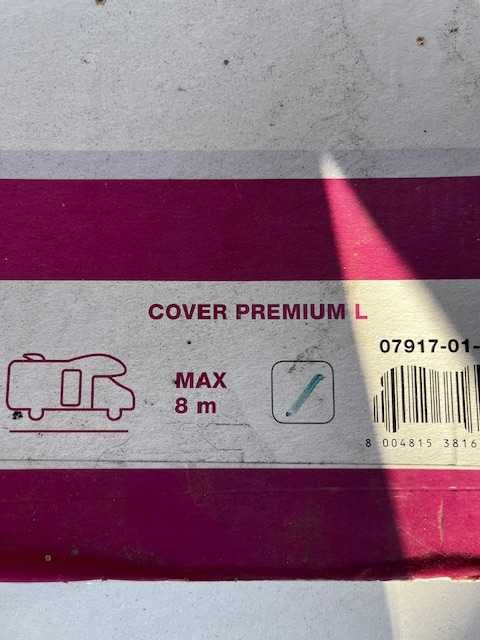 COVER PREMIUM L
07917-01-
MAX
8 m
8 004815 3816